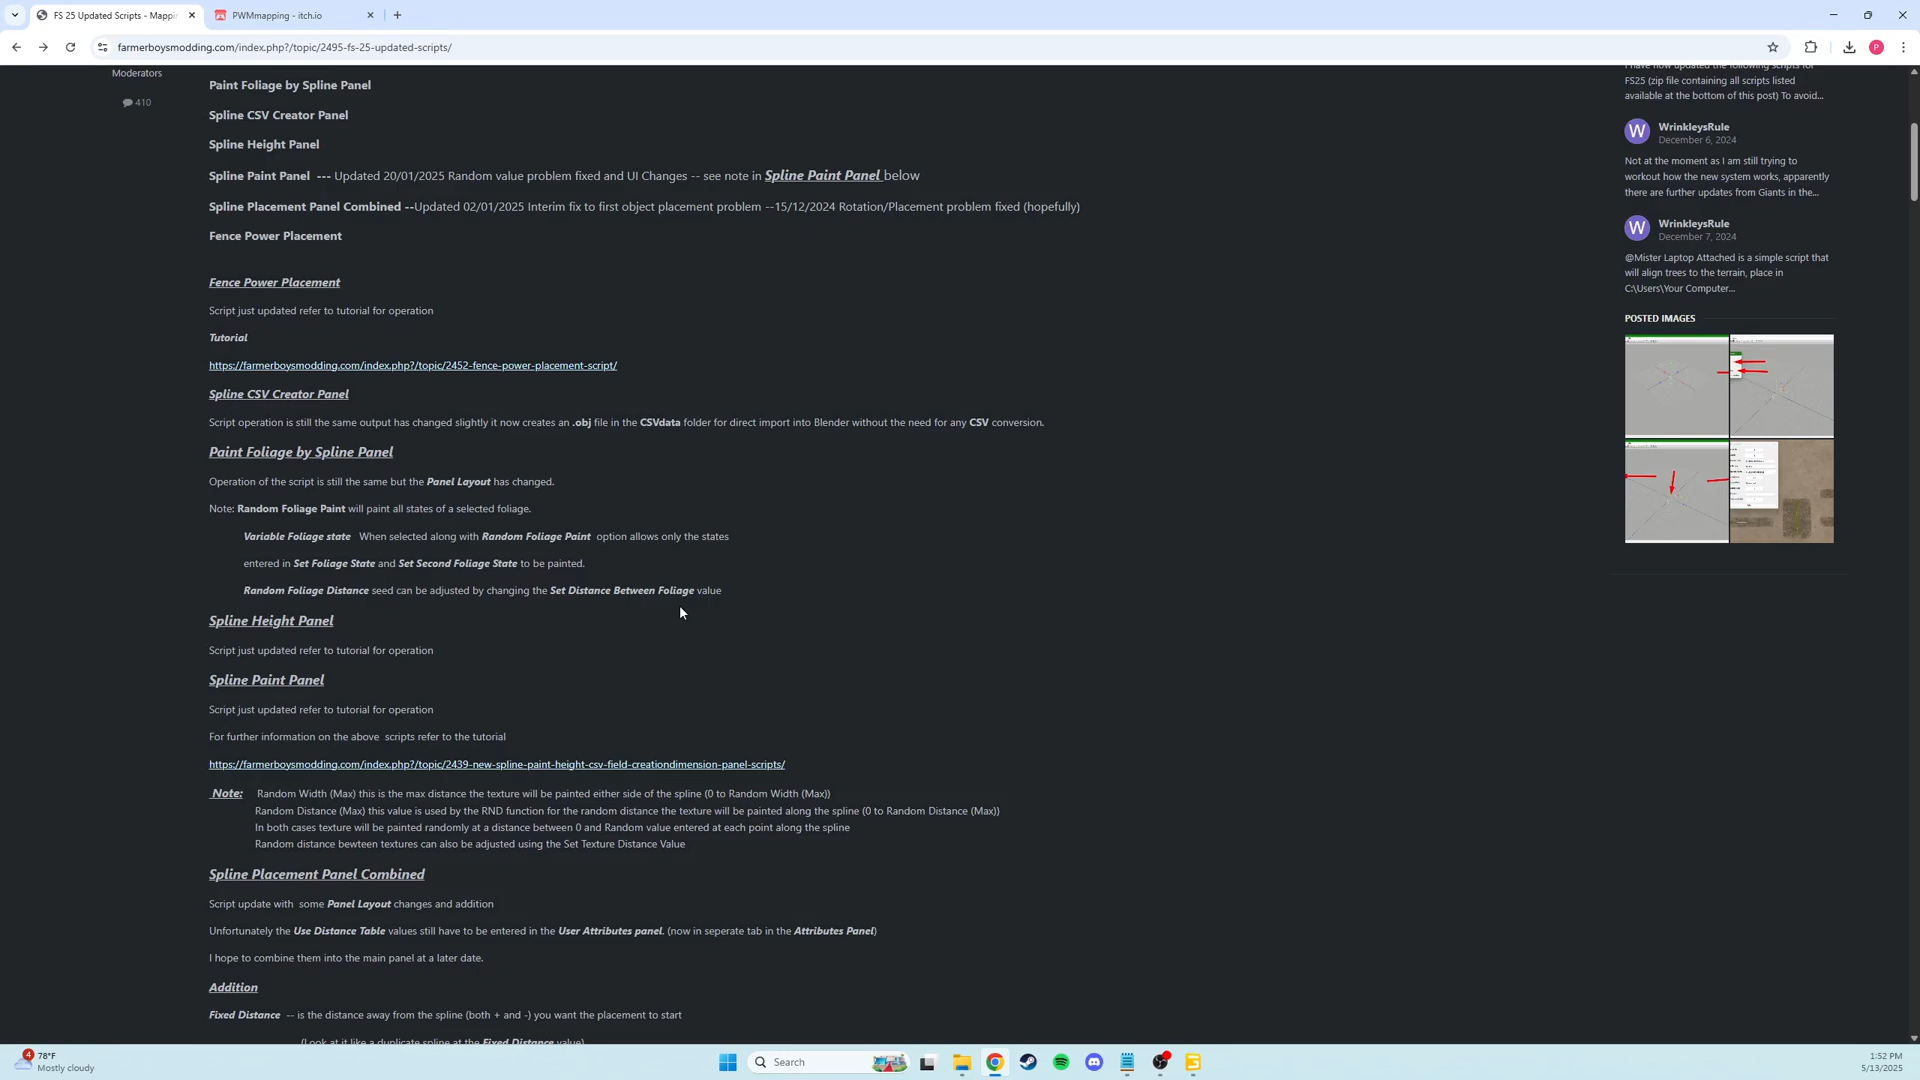 FS 25 Updated Scripts - Mappin
PWMmapping - itch.io
farmerboysmodding.com/index.php?/topic/2495-fs-25-updated-scripts/
P
Moderators
410
Paint Foliage by Spline Panel
Spline CSV Creator Panel
Spline Height Panel
Spline Paint Panel --- Updated 20/01/2025 Random value problem fixed and UI Changes -- see note in Spline Paint Panel below
Spline Placement Panel Combined --Updated 02/01/2025 Interim fix to first object placement problem --15/12/2024 Rotation/Placement problem fixed (hopefully)
Fence Power Placement
Fence Power Placement
Script just updated refer to tutorial for operation
Tutorial
https://farmerboysmodding.com/index.php?/topic/2452-fence-power-placement-script/
Spline CSV Creator Panel
Script operation is still the same output has changed slightly it now creates an .obj file in the CSVdata folder for direct import into Blender without the need for any CSV conversion.
Paint Foliage by Spline Panel
Operation of the script is still the same but the Panel Layout has changed.
Note: Random Foliage Paint will paint all states of a selected foliage.
Variable Foliage state When selected along with Random Foliage Paint option allows only the states
entered in Set Foliage State and Set Second Foliage State to be painted.
Random Foliage Distance seed can be adjusted by changing the Set Distance Between Foliage value
Spline Height Panel
Script just updated refer to tutorial for operation
Spline Paint Panel
Script just updated refer to tutorial for operation
For further information on the above scripts refer to the tutorial
https://farmerboysmodding.com/index.php?/topic/2439-new-spline-paint-height-csv-field-creationdimension-panel-scripts/
Note: Random Width (Max) this is the max distance the texture will be painted either side of the spline (0 to Random Width (Max))
Random Distance (Max) this value is used by the RND function for the random distance the texture will be painted along the spline (0 to Random Distance (Max))
In both cases texture will be painted randomly at a distance between 0 and Random value entered at each point along the spline
Random distance bewteen textures can also be adjusted using the Set Texture Distance Value
Spline Placement Panel Combined
Script update with some Panel Layout changes and addition
Unfortunately the Use Distance Table values still have to be entered in the User Attributes panel. (now in seperate tab in the Attributes Panel)
I hope to combine them into the main panel at a later date.
Addition
Fixed Distance -- is the distance away from the spline (both + and -) you want the placement to start
(Look at it like a duplicate spline at the Fixed Distance value)
I have now updated the following scripts for
FS25 (zip file containing all scripts listed
available at the bottom of this post) To avoid...
W
WrinkleysRule
December 6, 2024
Not at the moment as I am still trying to
workout how the new system works, apparently
there are further updates from Giants in the...
W
WrinkleysRule
December 7, 2024
@Mister Laptop Attached is a simple script that
will align trees to the terrain, place in
C:\Users\Your Computer...
POSTED IMAGES
4
78°F
Mostly cloudy
Search
1:52 PM
5/13/2025